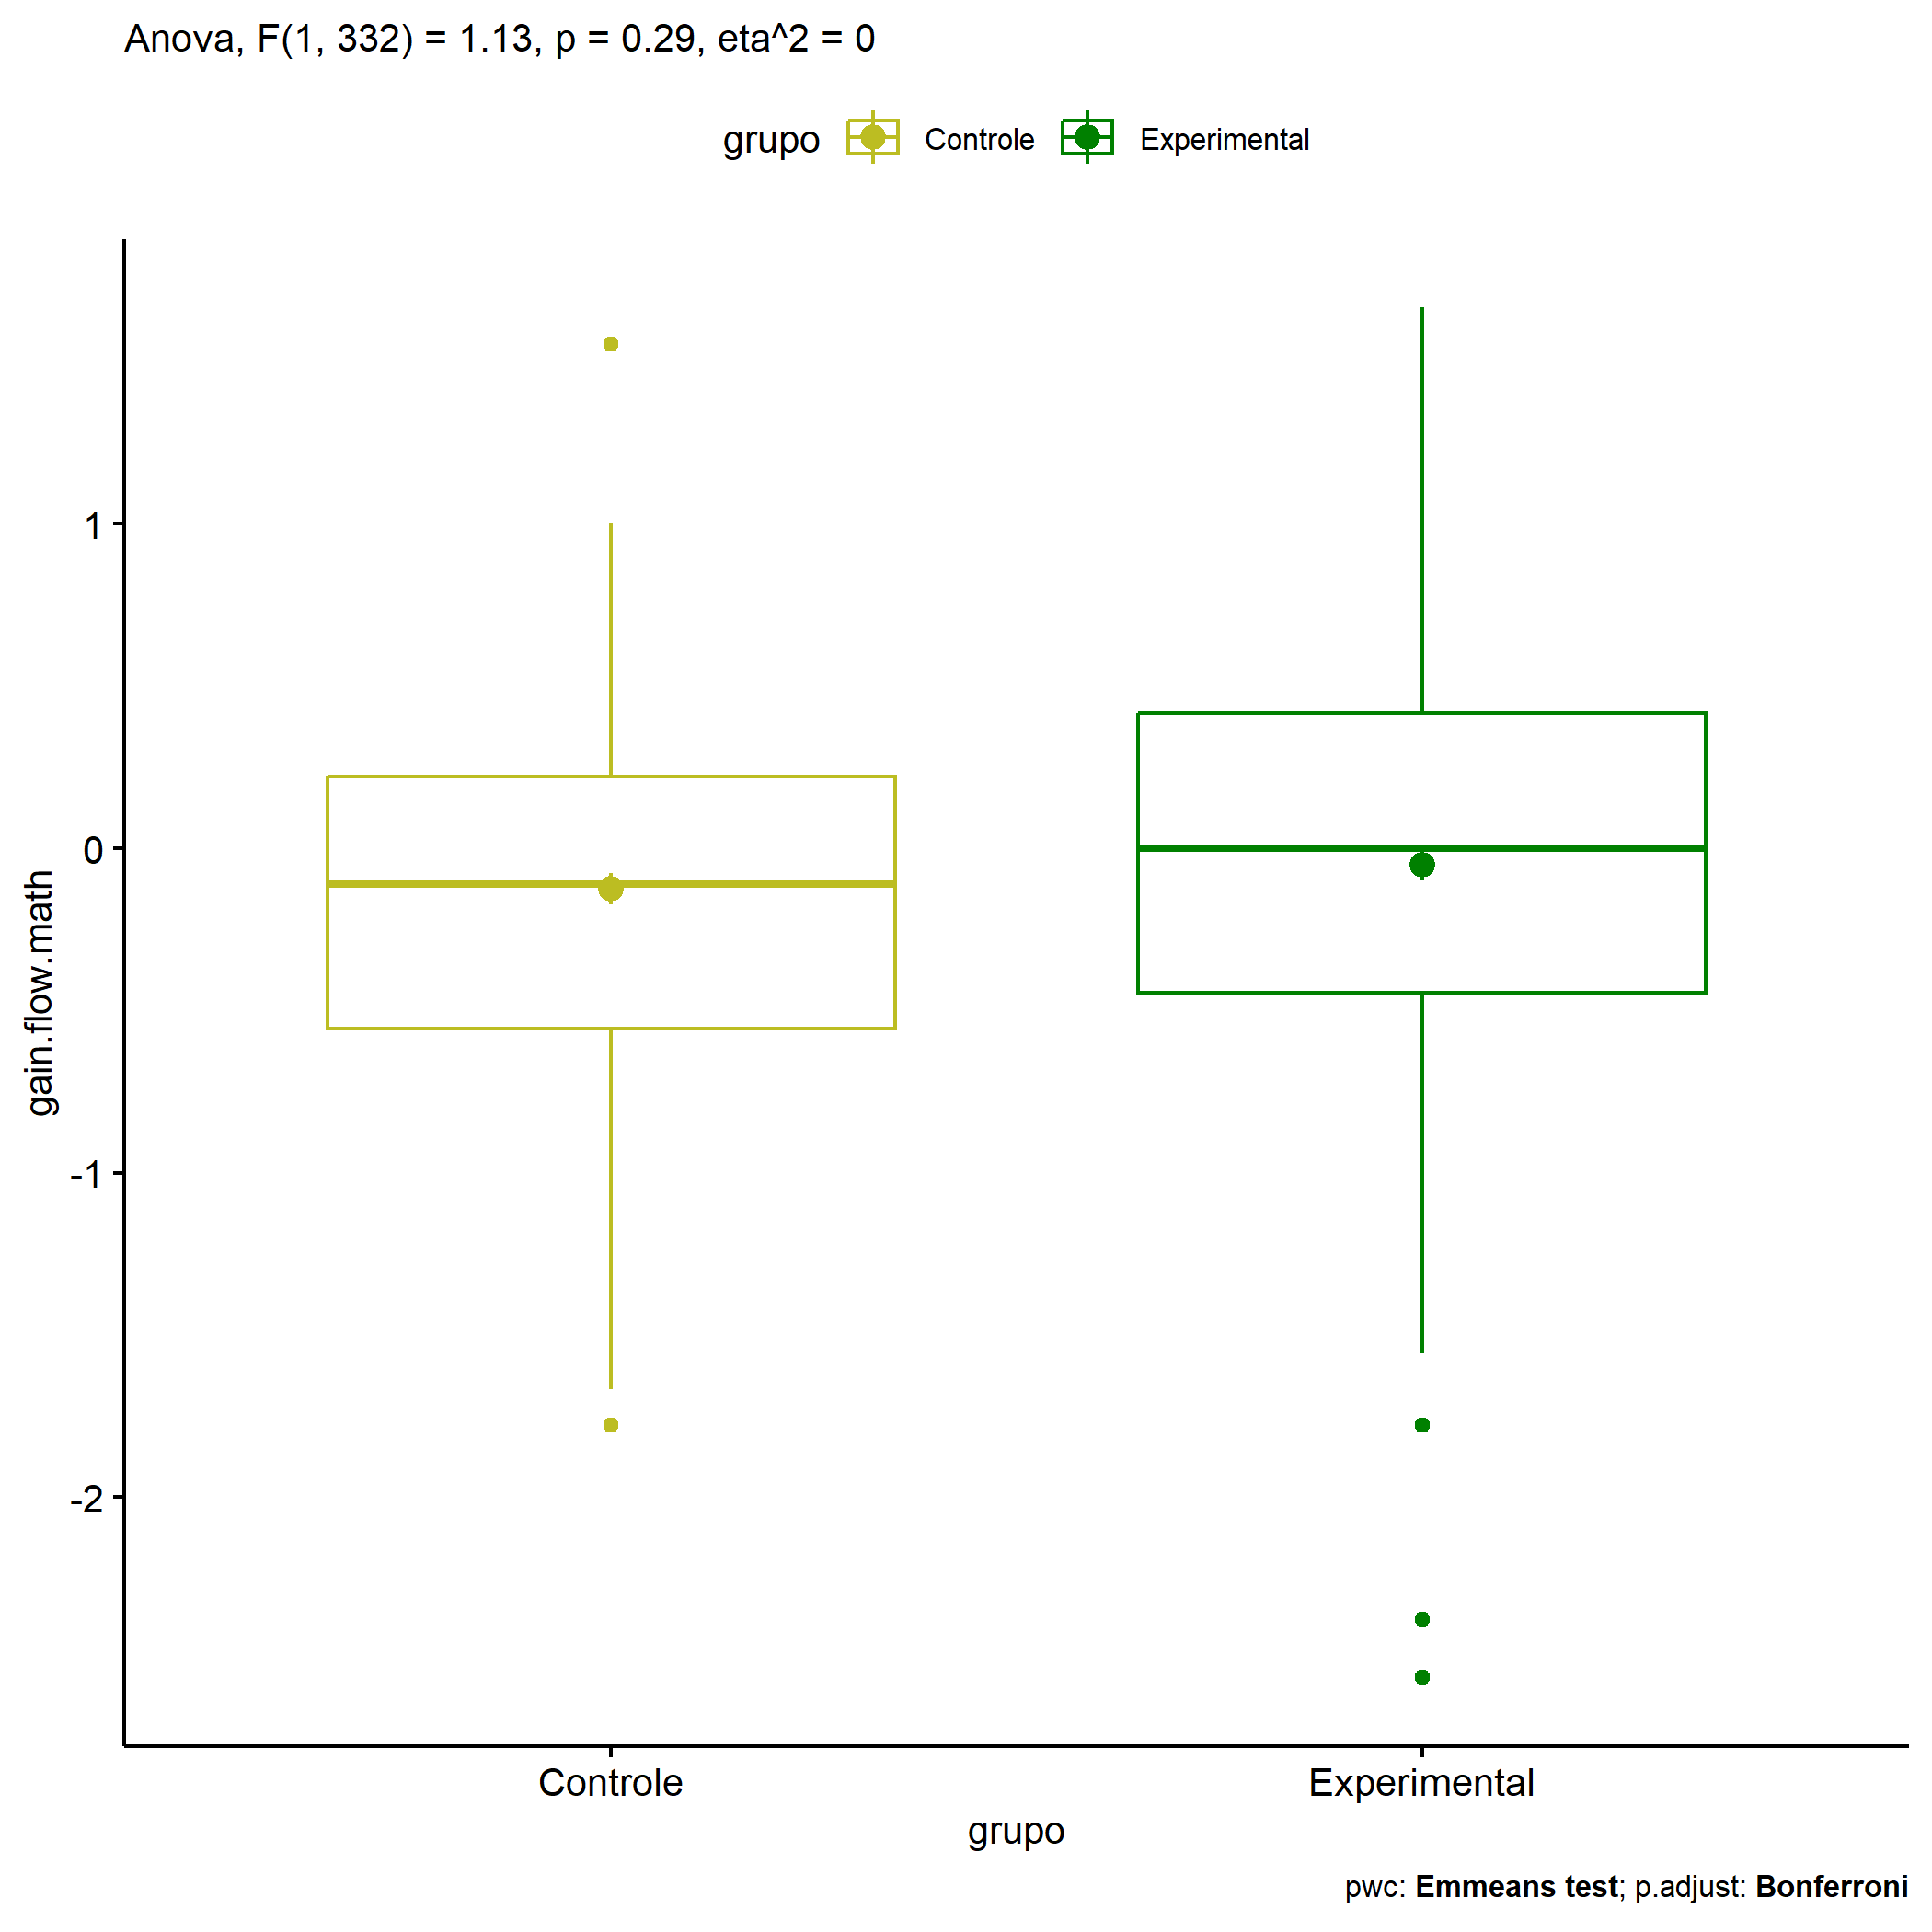 Anova, F(1, 332) = 1.13, p = 0.29, eta^2 = 0
grupo Controle Experimental
gain.flow.math
1
0
-1
-2
Controle Experimental
grupo
pwc: Emmeans test; p.adjust: Bonferroni